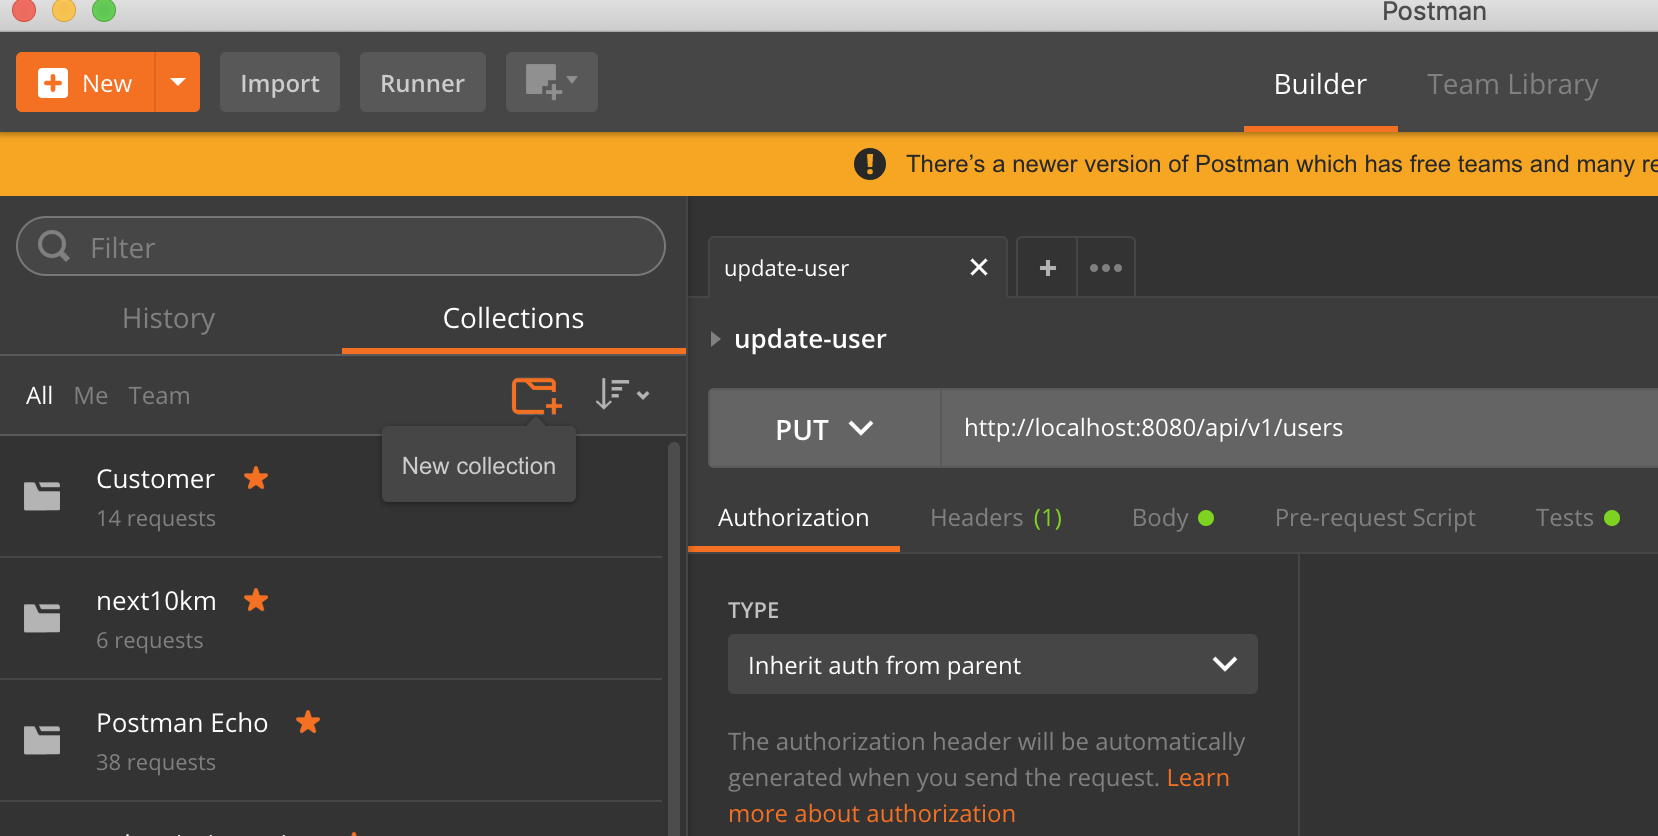 Postman
New
Import
Runner
Builder
Team Library
There's a newer version of Postman which has free teams and many
Filter
History
Collections
All
Me
Team
New collection
Customer
14 requests
next10km
6 requests
Postman Echo
38 requests
update-user
update-user
PUT
http://localhost:8080/api/v1/users
Authorization
Headers (1)
Body
Pre-request Script
Tests
TYPE
Inherit auth from parent
The authorization header will be automatically
generated when you send the request. Learn
more about authorization